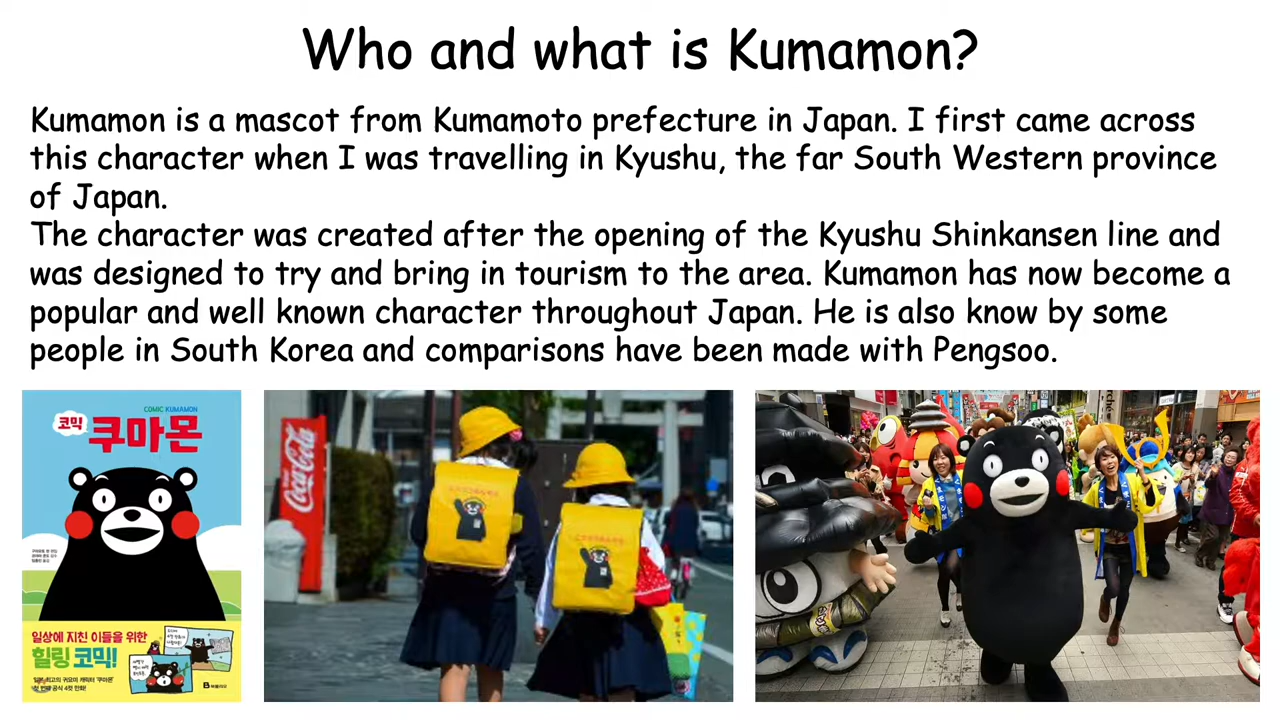 Who and what is Kumamon?
Kumamon is a mascot from Kumamoto prefecture in Japan. I first came across
this character when I was travelling in Kyushu, the far South Western province
of Japan.
The character was created after the opening of the Kyushu Shinkansen line and
was designed to try and bring in tourism to the area. Kumamon has now become a
popular and well known character throughout Japan. He is also know by some
people in South Korea and comparisons have been made with Pengsoo.
COMIC KUMAMON
코믹 쿠마몬
일상에 지친 이들을 위한
힐링 코믹!
Coca-Cola